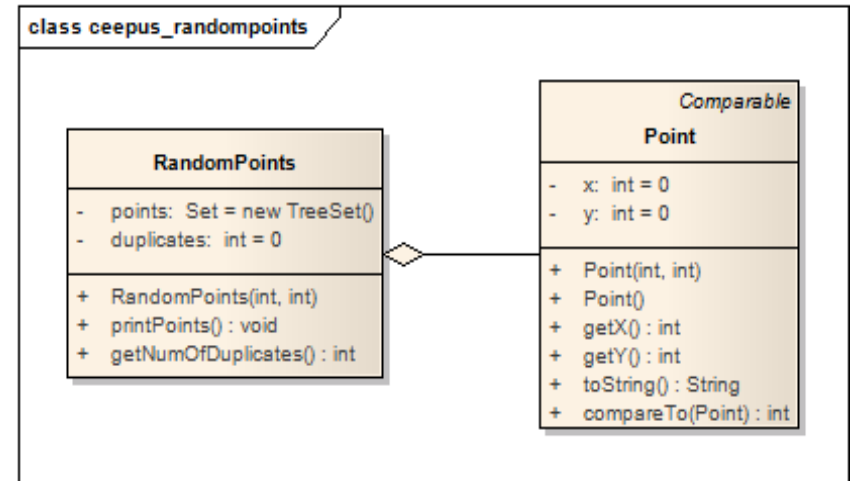 class ceepus_randompoints
RandomPoints
- points: Set = new TreeSet()
- duplicates: int = 0
+ RandomPoints(int, int)
+ printPoints() : void
+ getNumOfDuplicates() : int
Comparable
Point
- x: int = 0
- y: int = 0
+ Point(int, int)
+ Point()
+ getX() : int
+ getY() : int
+ toString() : String
+ compareTo(Point) : int